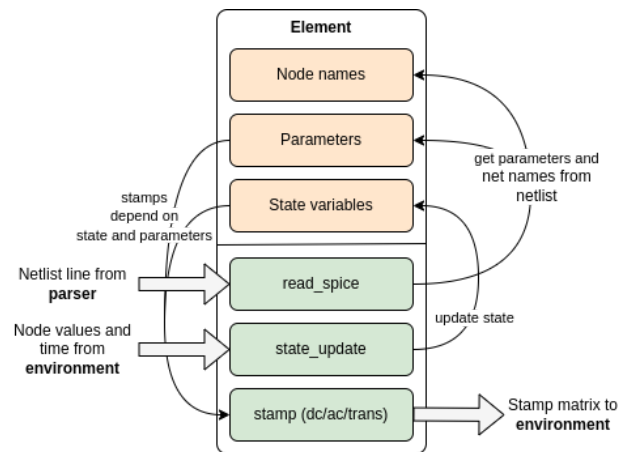 Element
Node names
Parameters
get parameters and
net names from
netlist
stamps
depend on
state and parameters
State variables
Netlist line from
parser
read_spice
update state
Node values and
time from
environment
state_update
stamp (dc/ac/trans)
Stamp matrix to
environment